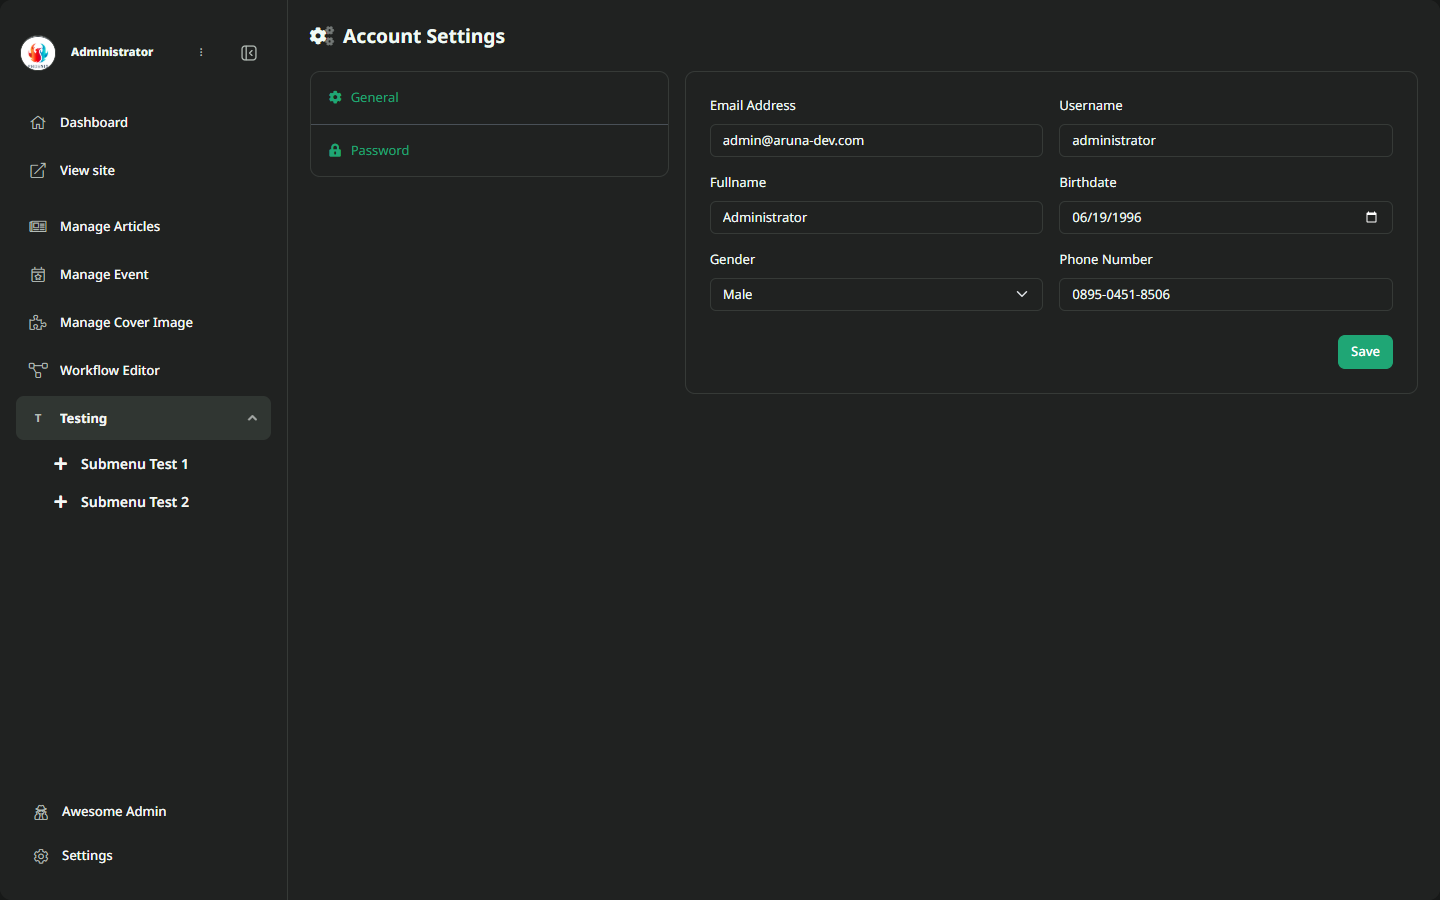 Administrator
Dashboard
View site
Manage Articles
Manage Event
Manage Cover Image
Workflow Editor
T Testing
Submenu Test 1
Submenu Test 2
Awesome Admin
Settings
Account Settings
General
Password
Email Address
admin@aruna-dev.com
Username
administrator
Fullname
Administrator
Birthdate
06/19/1996
Gender
Male
Phone Number
0895-0451-8506
Save